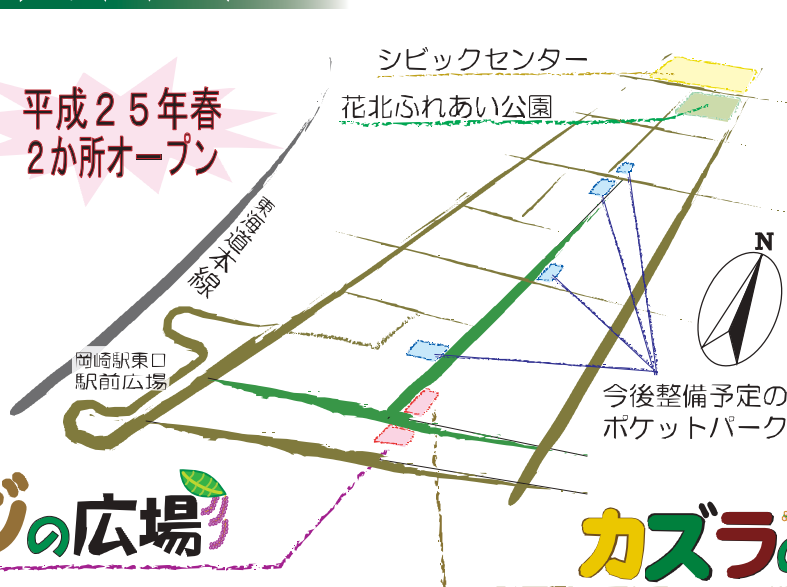 シビックセンター
花北ふれあい公園
平成２５年春
２か所オープン
東海道本線
N
岡崎駅東口
駅前広場
今後整備予定の
ポケットパーク
ジの広場
カズラの